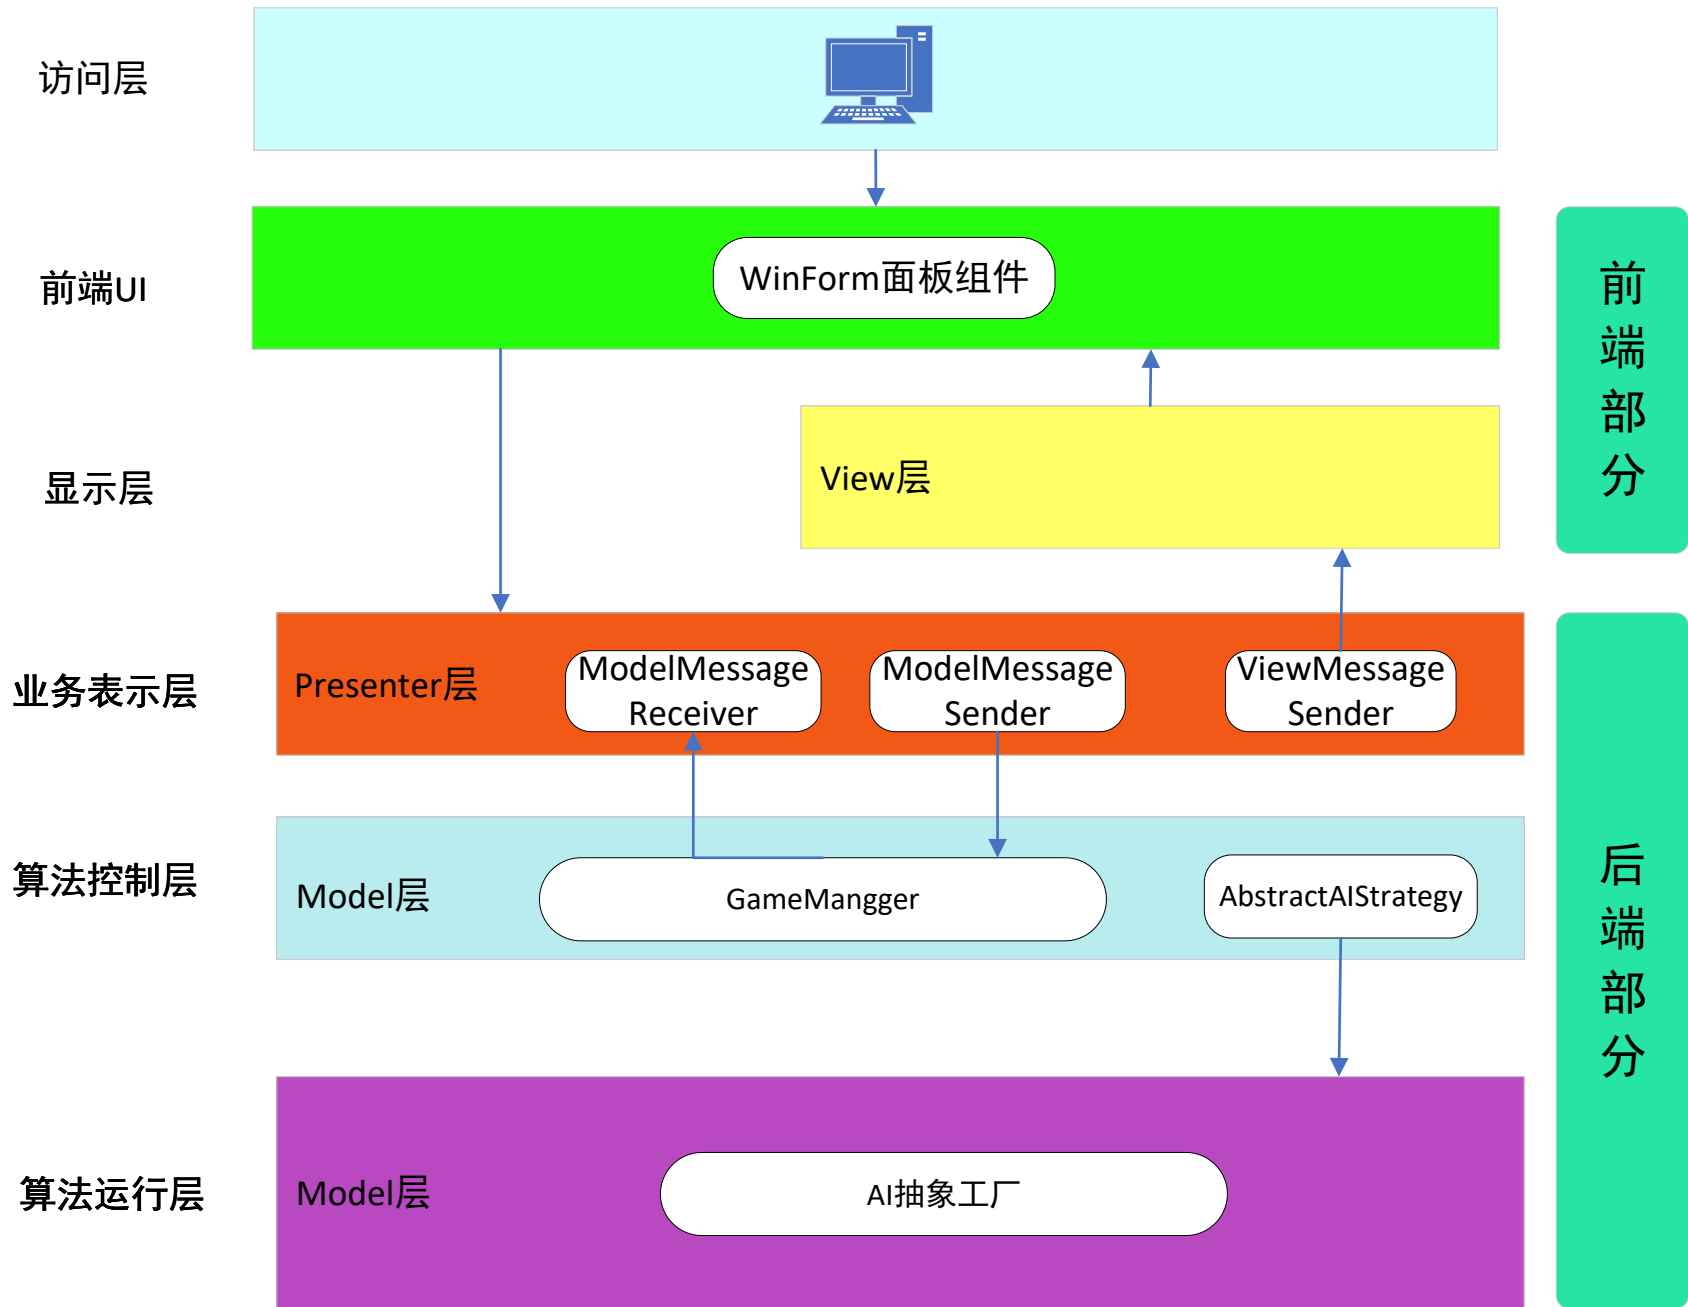 访问层
前端UI
WinForm面板组件
前
端
部
分
显示层
View层
业务表示层
Presenter层
ModelMessage
Receiver
ModelMessage
Sender
ViewMessage
Sender
算法控制层
Model层
GameMangger
AbstractAIStrategy
后
端
部
分
算法运行层
Model层
AI抽象工厂